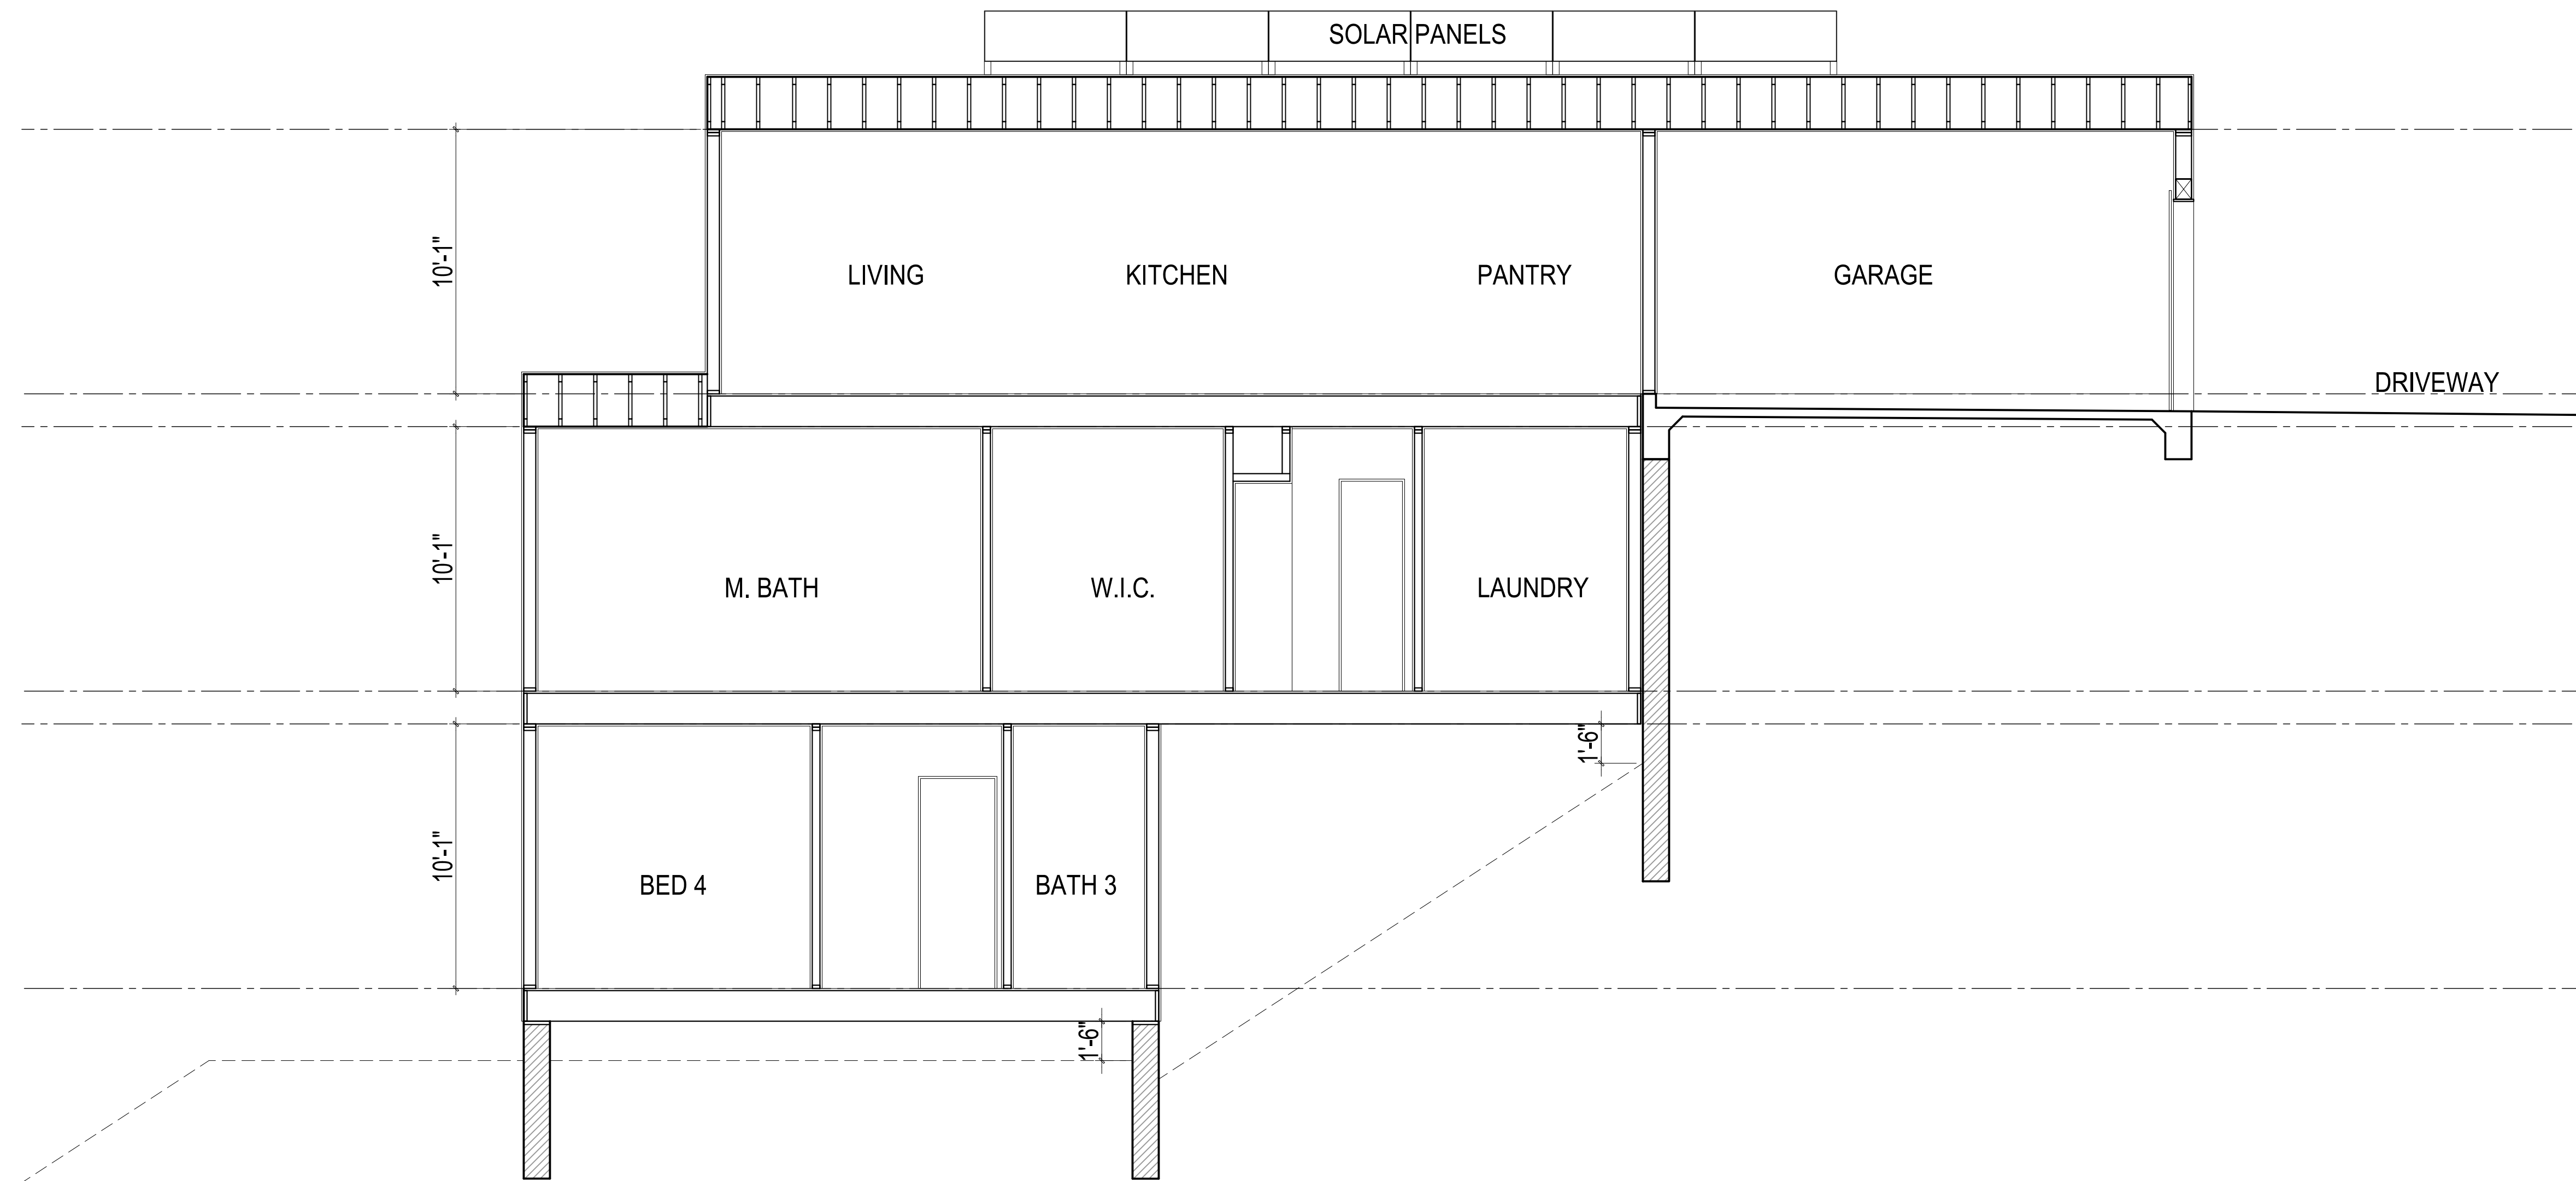 SOLAR PANELS
10'-1"
LIVING
KITCHEN
PANTRY
GARAGE
DRIVEWAY
10'-1"
M. BATH
W.I.C.
LAUNDRY
1'-6"
10'-1"
BED 4
BATH 3
1'-6"